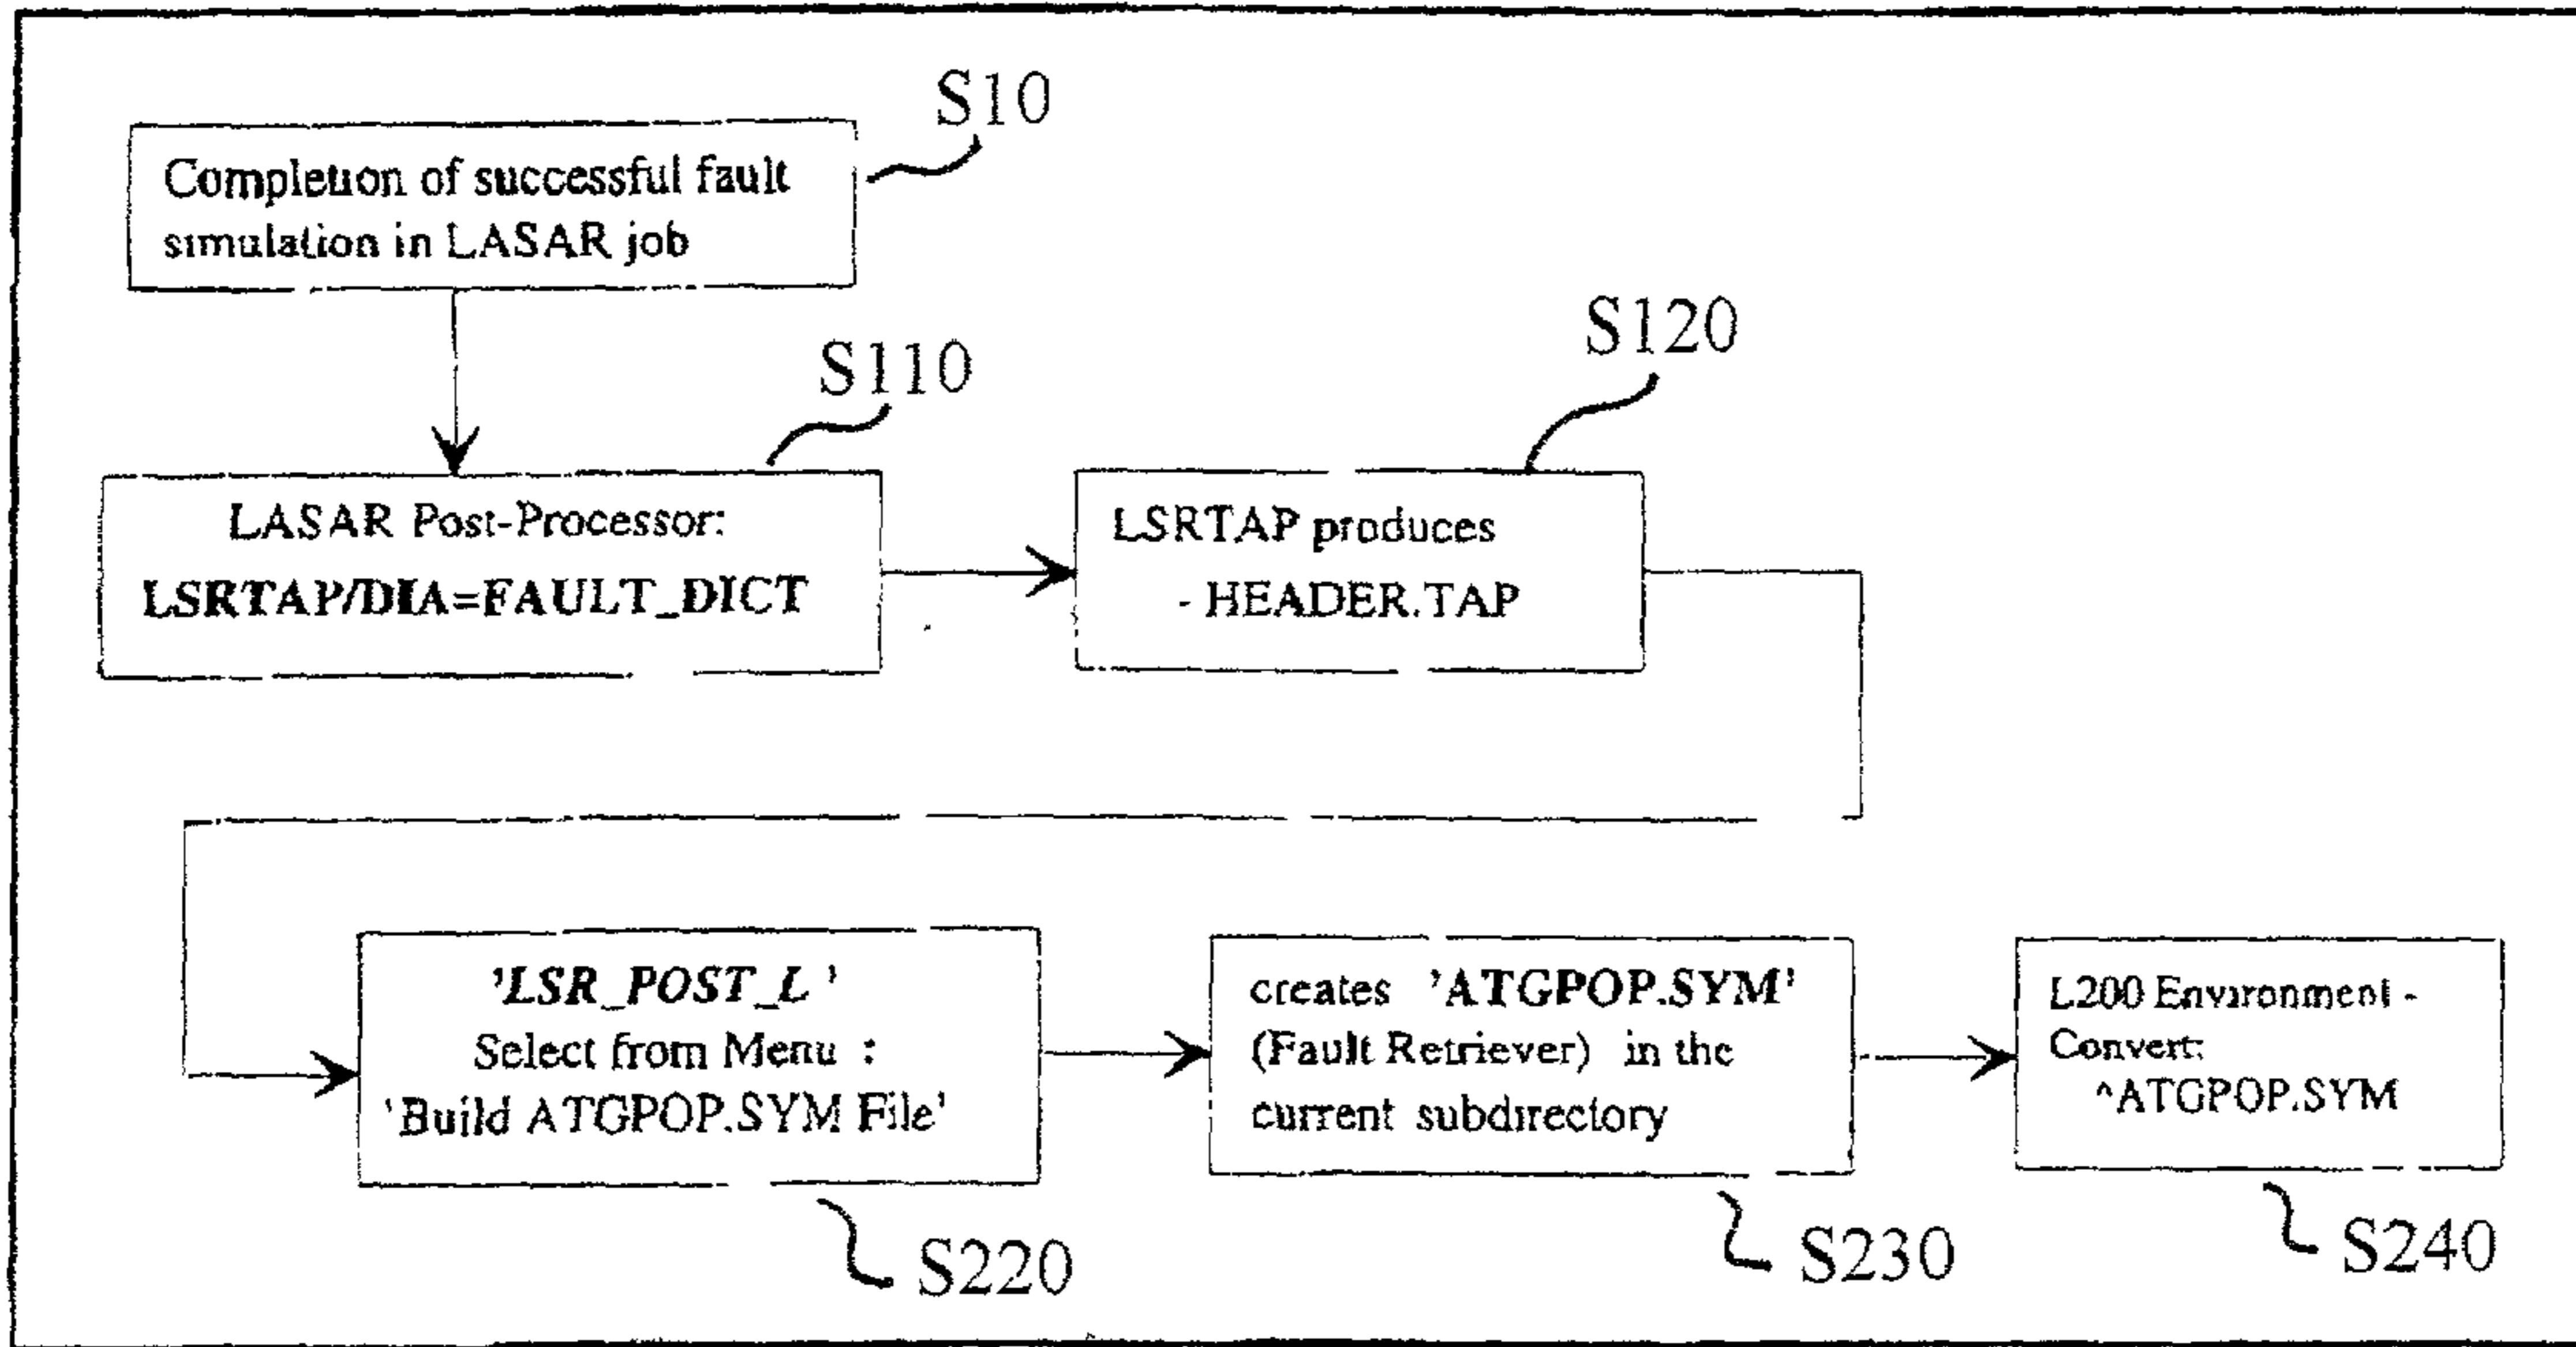 S10
Completion of successful fault
simulation in LASAR job
S110
LASAR Post-Processor:
LSRTAP/DIA=FAULT_DICT
S120
LSRTAP produces
- HEADER.TAP
'LSR_POST_L'
Select from Menu :
'Build ATGPOP.SYM File'
S220
creates 'ATGPOP.SYM'
(Fault Retriever) in the
current subdirectory
S230
L200 Environment -
Convert:
^ATGPOP.SYM
S240